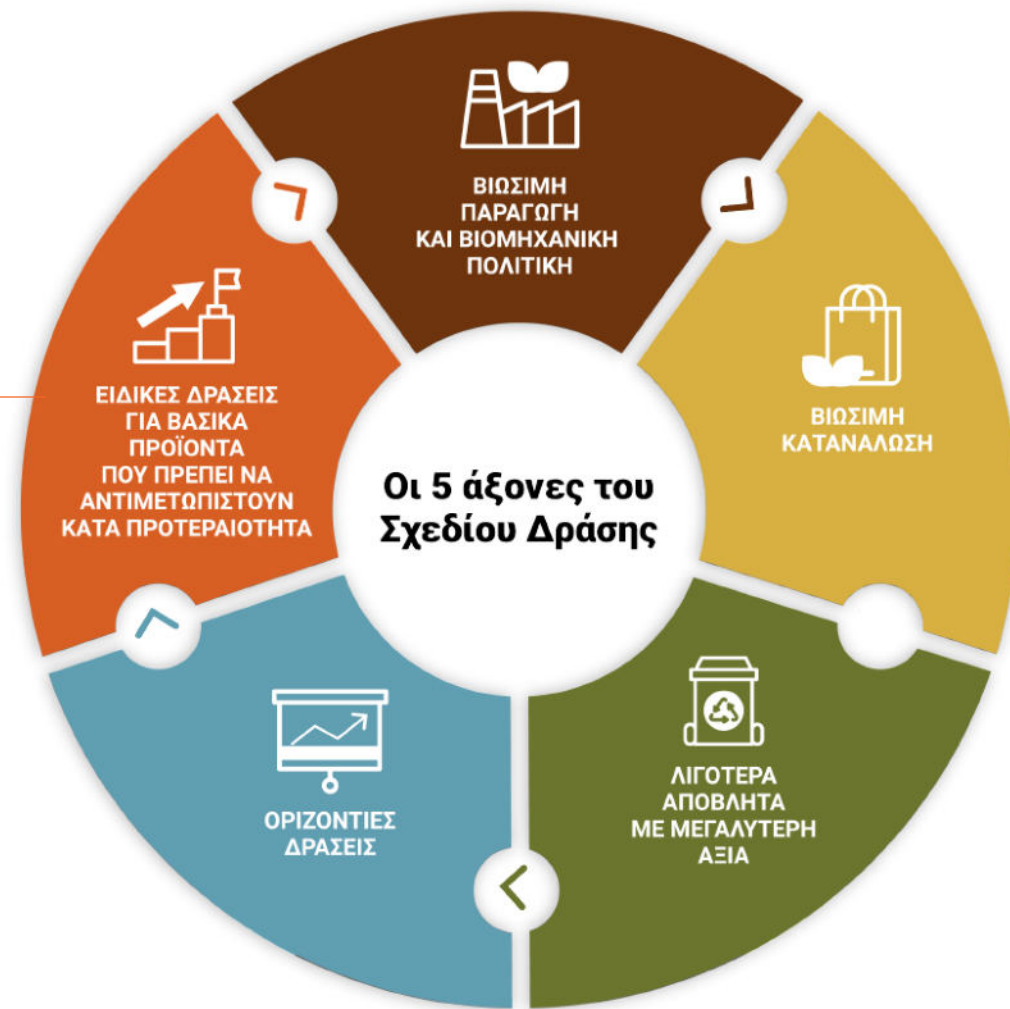 ΒΙΩΣΙΜΗ
ΠΑΡΑΓΩΓΗ
ΚΑΙ ΒΙΟΜΗΧΑΝΙΚΗ
ΠΟΛΙΤΙΚΗ
ΒΙΩΣΙΜΗ
ΚΑΤΑΝΑΛΩΣΗ
ΛΙΓΟΤΕΡΑ
ΑΠΟΒΛΗΤΑ
ΜΕ ΜΕΓΑΛΥΤΕΡΗ
ΑΞΙΑ
ΟΡΙΖΟΝΤΙΕΣ
ΔΡΑΣΕΙΣ
ΕΙΔΙΚΕΣ ΔΡΑΣΕΙΣ
ΓΙΑ ΒΑΣΙΚΑ
ΠΡΟΪΟΝΤΑ
ΠΟΥ ΠΡΕΠΕΙ ΝΑ
ΑΝΤΙΜΕΤΩΠΙΣΤΟΥΝ
ΚΑΤΑ ΠΡΟΤΕΡΑΙΟΤΗΤΑ
Οι 5 άξονες του
Σχεδίου Δράσης